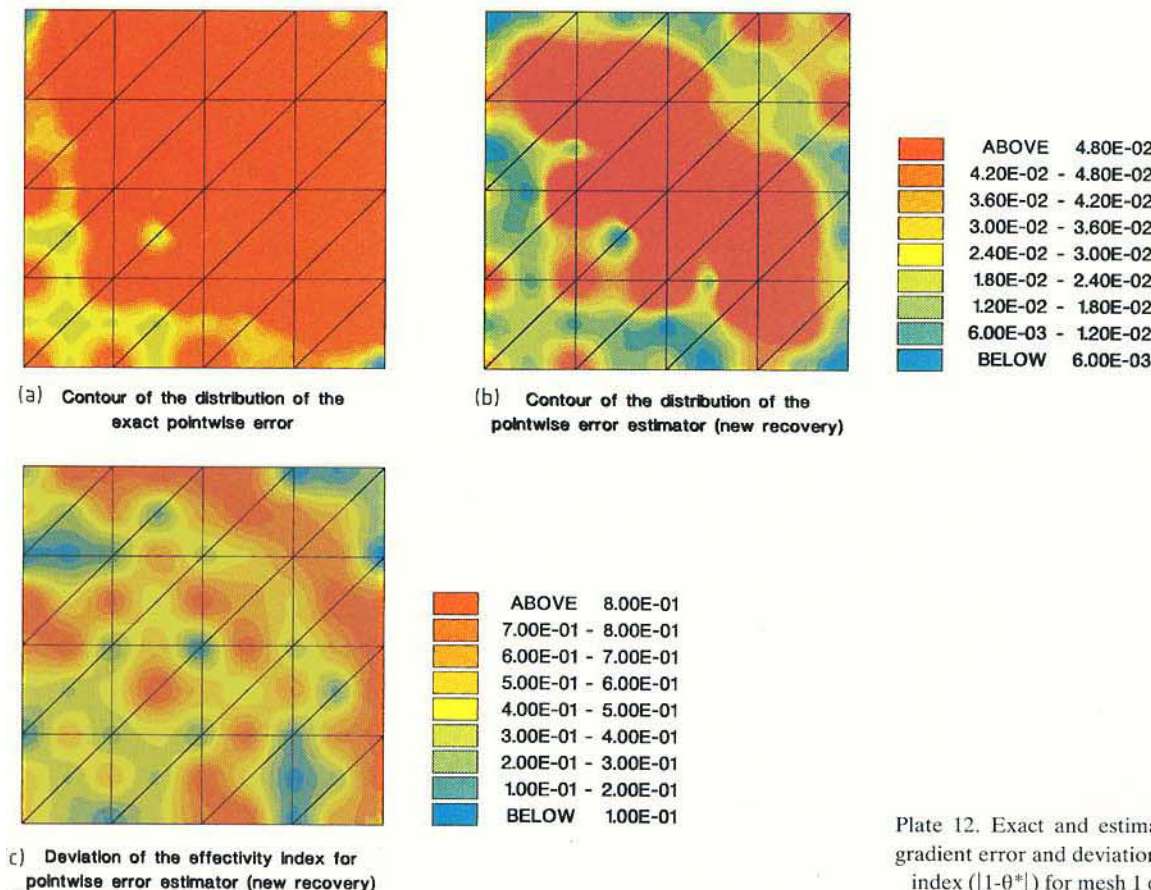 ABOVE 4.80E-02
4.20E-02 - 4.80E-02
3.60E-02 - 4.20E-02
3.00E-02 - 3.60E-02
2.40E-02 - 3.00E-02
1.80E-02 - 2.40E-02
1.20E-02 - 1.80E-02
6.00E-03 - 1.20E-02
BELOW 6.00E-03
(a) Contour of the distribution of the
exact pointwise error
(b) Contour of the distribution of the
pointwise error estimator (new recovery)
ABOVE 8.00E-01
7.00E-01 - 8.00E-01
6.00E-01 - 7.00E-01
5.00E-01 - 6.00E-01
4.00E-01 - 5.00E-01
3.00E-01 - 4.00E-01
2.00E-01 - 3.00E-01
1.00E-01 - 2.00E-01
BELOW 1.00E-01
c) Deviation of the effectivity index for
pointwise error estimator (new recovery)
Plate 12. Exact and estima
gradient error and deviation
index (|1-θ*|) for mesh 1